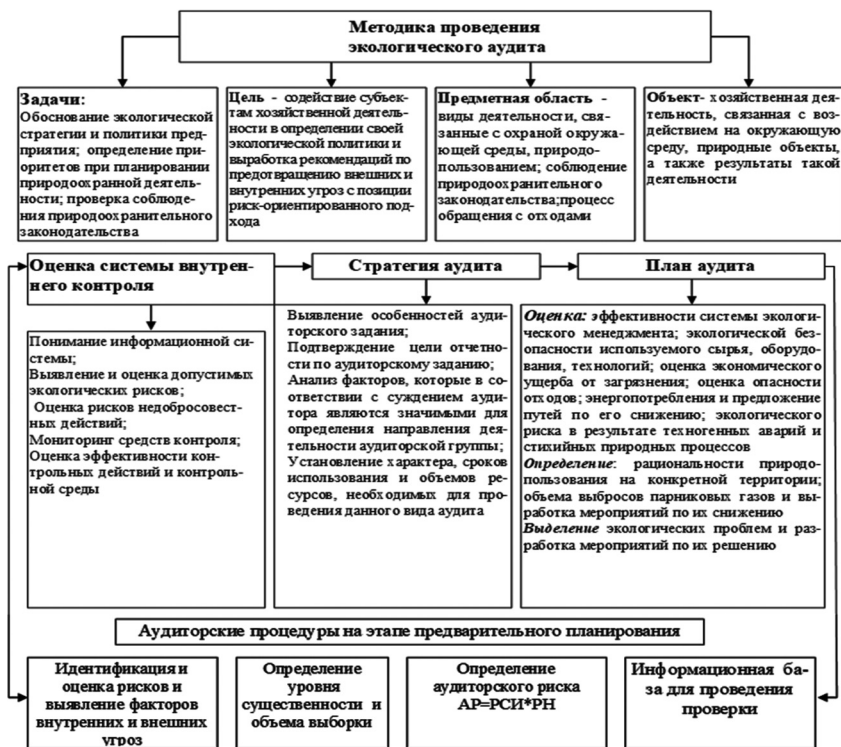 Методика проведения
экологического аудита
Задачи:
Обоснование экологической
стратегии и политики пред-
приятия; определение при-
оритетов при планировании
природоохранной деятель-
ности; проверка соблюде-
ния природоохранительного
законодательства
Цель - содействие субъек-
там хозяйственной деятель-
ности в определении своей
экологической политики и
выработка рекомендаций по
предотвращению внешних и
внутренних угроз с позиции
риск-ориентированного под-
хода
Предметная область -
виды деятельности, свя-
занные с охраной окружа-
ющей среды, природо-
пользованием; соблюдение
природоохранительного
законодательства;процесс
обращения с отходами
Объект- хозяйственная дея-
тельность, связанная с воз-
действием на окружающую
среду, природные объекты,
а также результаты такой
деятельности
Оценка системы внутрен-
него контроля
Стратегия аудита
План аудита
Понимание информационной си-
стемы;
Выявление и оценка допустимых
экологических рисков;
Оценка рисков недобросовест-
ных действий;
Мониторинг средств контроля;
Оценка эффективности кон-
трольных действий и контроль-
ной среды
Выявление особенностей ауди-
торского задания;
Подтверждение цели отчетно-
сти по аудиторскому заданию;
Анализ факторов, которые в со-
ответствии с суждением ауди-
тора являются значимыми для
определения направления дея-
тельности аудиторской группы;
Установление характера, сроков
использования и объемов ре-
сурсов, необходимых для про-
ведения данного вида аудита
Оценка: эффективности системы экологи-
ческого менеджмента; экологической без-
опасности используемого сырья, оборудо-
вания, технологий; оценка экономического
ущерба от загрязнения; оценка опасности
отходов; энергопотребления и предложение
путей по его снижению; экологического
риска в результате техногенных аварий и
стихийных природных процессов
Определение: рациональности природо-
пользования на конкретной территории;
объема выбросов парниковых газов и вы-
работка мероприятий по их снижению
Выделение экологических проблем и раз-
работка мероприятий по их решению
Аудиторские процедуры на этапе предварительного планирования
Идентификация и
оценка рисков и
выявление факторов
внутренних и внешних
угроз
Определение
уровня
существенности и
объема выборки
Определение
аудиторского риска
АР=РСИ*РН
Информационная ба-
за для проведения
проверки